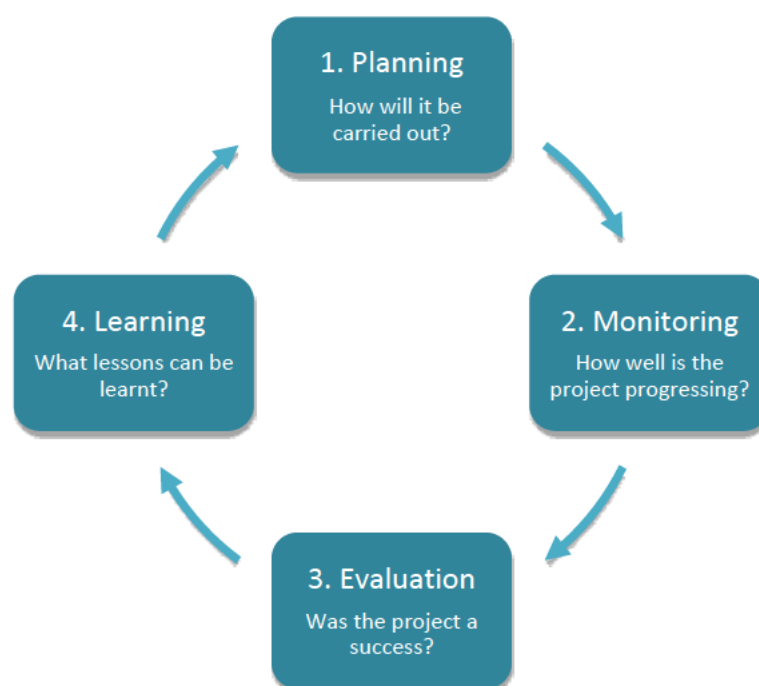 1. Planning
How will it be
carried out?
2. Monitoring
How well is the
project progressing?
3. Evaluation
Was the project a
success?
4. Learning
What lessons can be
learnt?